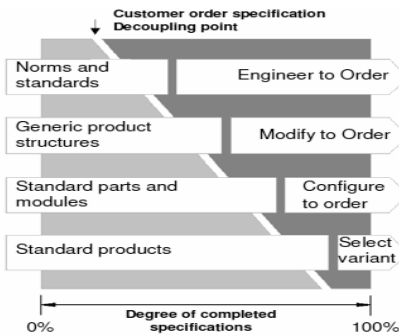 Customer order specification
Decoupling point
Norms and
standards
Engineer to Order
Generic product
structures
Modify to Order
Standard parts and
modules
Configure
to order
Standard products
Select
variant
0%
Degree of completed
specifications
100%